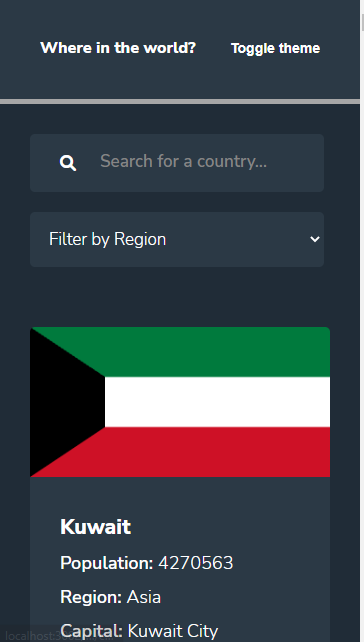 Where in the world? Toggle theme
Search for a country...
Filter by Region
Kuwait
Population: 4270563
Region: Asia
Capital: Kuwait City